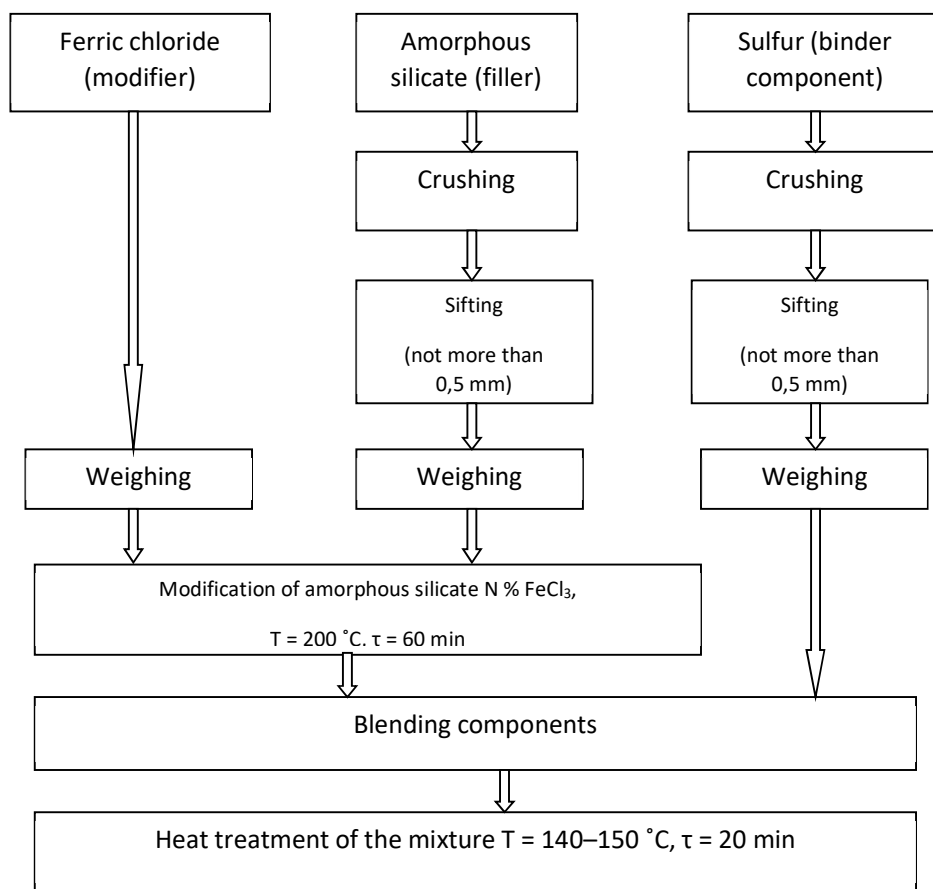 Ferric chloride
(modifier)
Amorphous
silicate (filler)
Sulfur (binder
component)
Crushing
Crushing
Sifting
(not more than
0,5 mm)
Sifting
(not more than
0,5 mm)
Weighing
Weighing
Weighing
Modification of amorphous silicate N % FeCl₃,
T = 200 ˚C. τ = 60 min
Blending components
Heat treatment of the mixture T = 140–150 ˚C, τ = 20 min